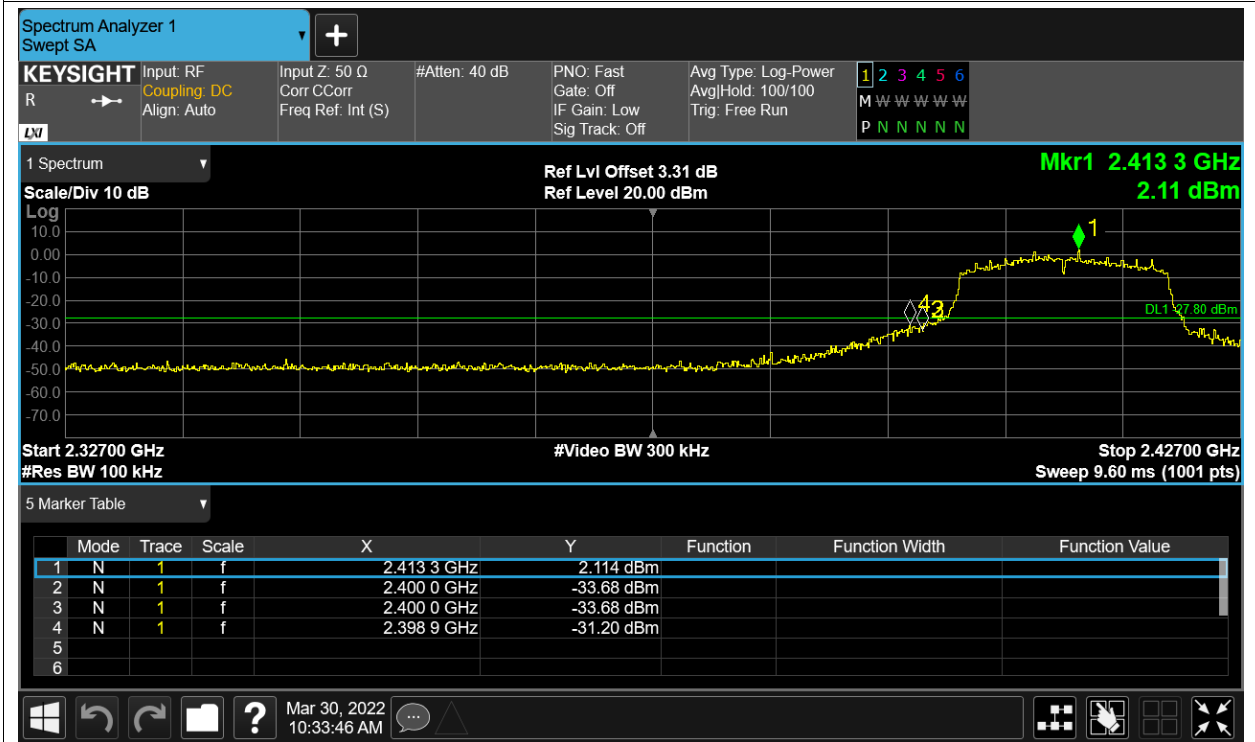 Spectrum Analyzer 1
Swept SA
KEYSIGHT Input: RF Input Z: 50 Ω #Atten: 40 dB PNO: Fast Avg Type: Log-Power 1 2 3 4 5 6
R Coupling: DC Corr CCorr Gate: Off Avg|Hold: 100/100 M W W W W W
Align: Auto Freq Ref: Int (S) IF Gain: Low Trig: Free Run
LXI Sig Track: Off P N N N N N
1 Spectrum Ref Lvl Offset 3.31 dB Mkr1 2.413 3 GHz
Scale/Div 10 dB Ref Level 20.00 dBm 2.11 dBm
Log
10.0
1
0.00
-10.0
-20.0
4 3
DL1 -27.80 dBm
-30.0
-40.0
-50.0
-60.0
-70.0
Start 2.32700 GHz #Video BW 300 kHz Stop 2.42700 GHz
#Res BW 100 kHz Sweep 9.60 ms (1001 pts)
5 Marker Table
Mode Trace Scale X Y Function Function Width Function Value
1 N 1 f 2.413 3 GHz 2.114 dBm
2 N 1 f 2.400 0 GHz -33.68 dBm
3 N 1 f 2.400 0 GHz -33.68 dBm
4 N 1 f 2.398 9 GHz -31.20 dBm
5
6
? Mar 30, 2022
10:33:46 AM